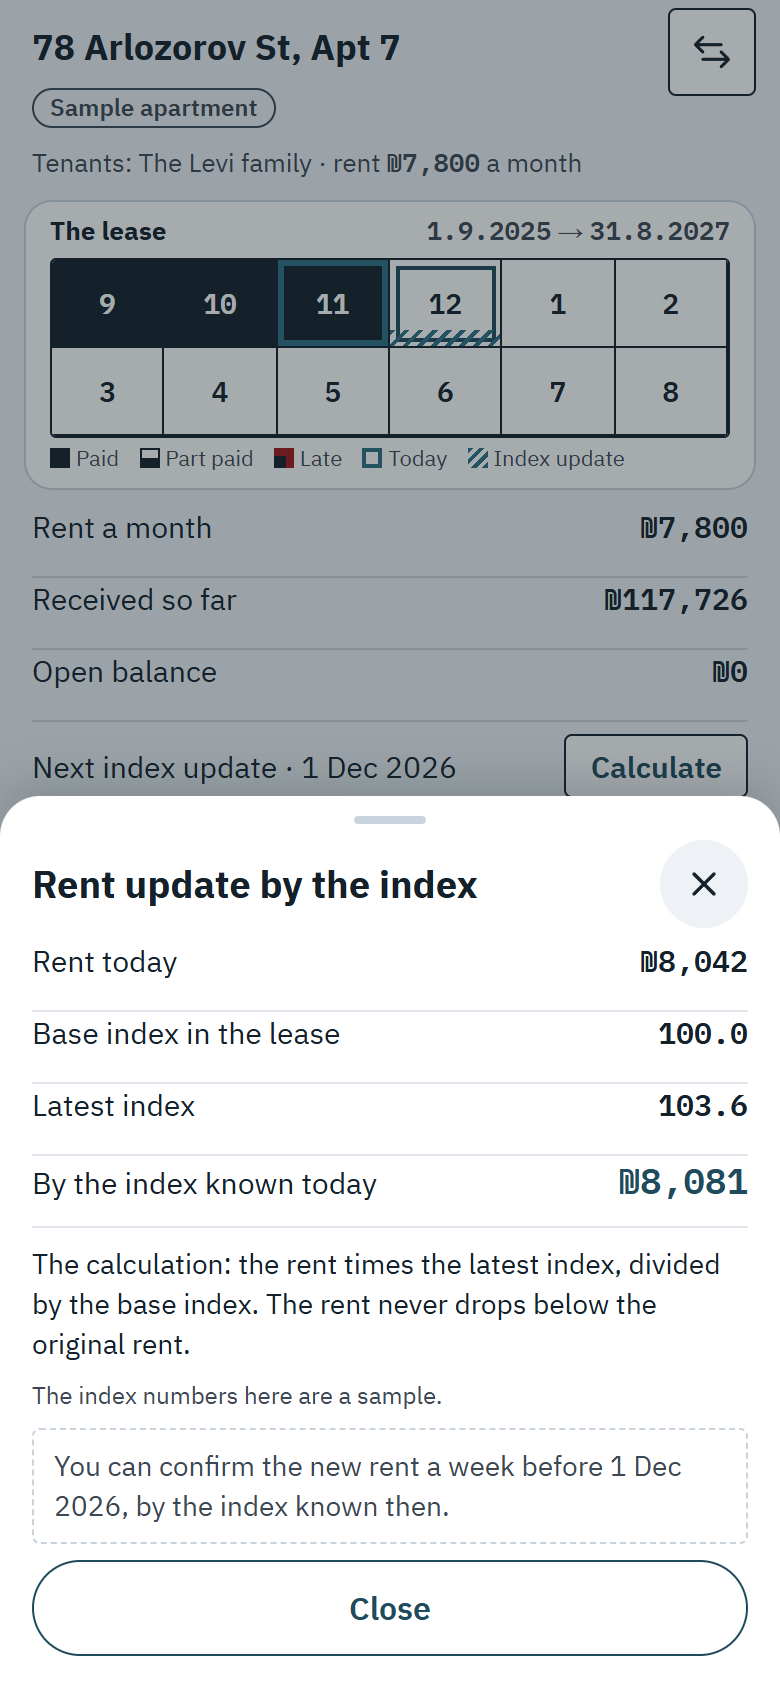 78 Arlozorov St, Apt 7
Sample apartment
Tenants: The Levi family · rent ₪7,800 a month
The lease 1.9.2025 → 31.8.2027
9 10 11 12 1 2
3 4 5 6 7 8
Paid Part paid Late Today Index update
Rent a month ₪7,800
Received so far ₪117,726
Open balance ₪0
Next index update · 1 Dec 2026 Calculate
Rent update by the index
Rent today ₪8,042
Base index in the lease 100.0
Latest index 103.6
By the index known today ₪8,081
The calculation: the rent times the latest index, divided
by the base index. The rent never drops below the
original rent.
The index numbers here are a sample.
You can confirm the new rent a week before 1 Dec
2026, by the index known then.
Close